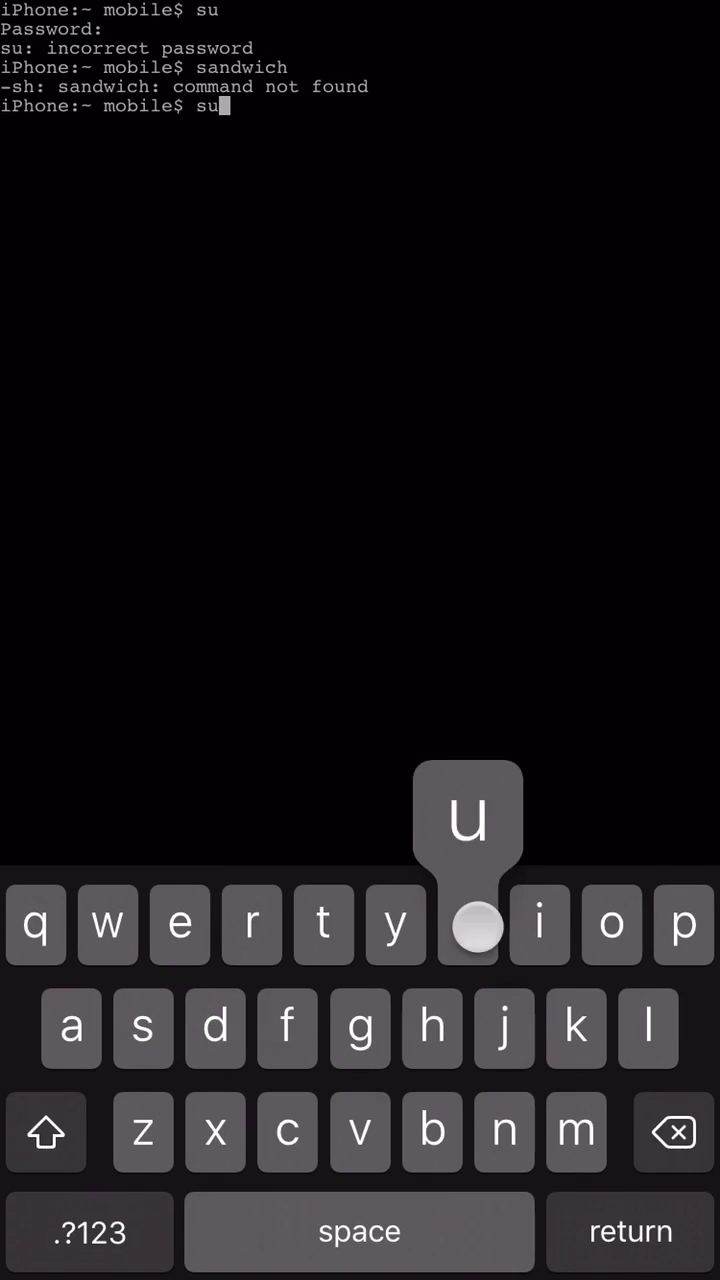 iPhone:~ mobile$ su
Password:
su: incorrect password
iPhone:~ mobile$ sandwich
-sh: sandwich: command not found
iPhone:~ mobile$ su
u
q w e r t y i o p
a s d f g h j k l
z x c v b n m
.?123 space return